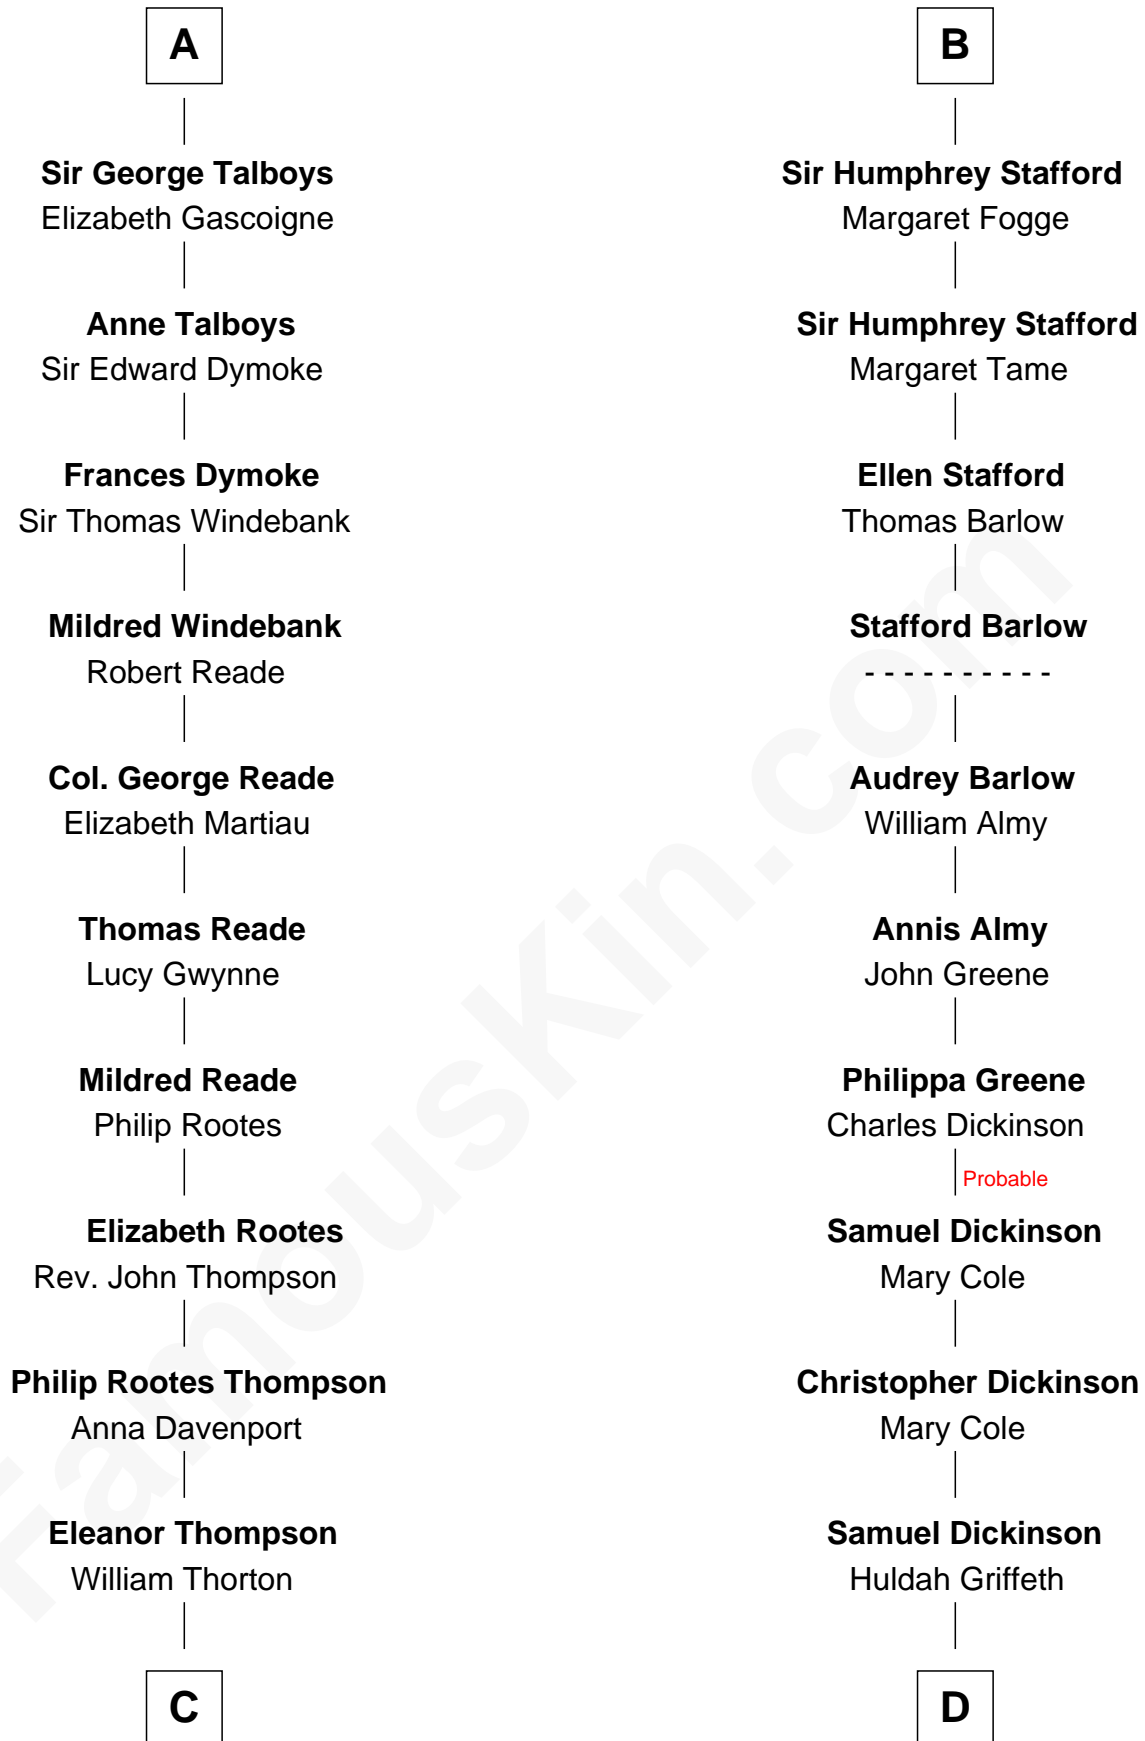 A
Sir George Talboys
Elizabeth Gascoigne
Anne Talboys
Sir Edward Dymoke
Frances Dymoke
Sir Thomas Windebank
Mildred Windebank
Robert Reade
Col. George Reade
Elizabeth Martiau
Thomas Reade
Lucy Gwynne
Mildred Reade
Philip Rootes
Elizabeth Rootes
Rev. John Thompson
Philip Rootes Thompson
Anna Davenport
Eleanor Thompson
William Thorton
C
B
Sir Humphrey Stafford
Margaret Fogge
Sir Humphrey Stafford
Margaret Tame
Ellen Stafford
Thomas Barlow
Stafford Barlow
- - - - - - - - - -
Audrey Barlow
William Almy
Annis Almy
John Greene
Philippa Greene
Charles Dickinson
Probable
Samuel Dickinson
Mary Cole
Christopher Dickinson
Mary Cole
Samuel Dickinson
Huldah Griffeth
D
FamousKin.com